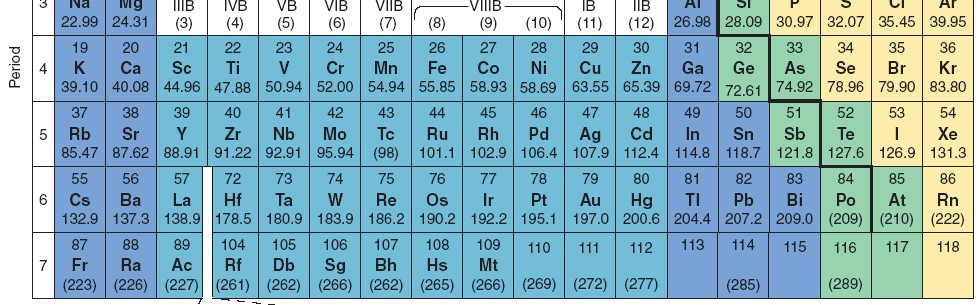 3 Na Mg IIIB IVB VB VIB VIIB VIIIB IB IIB Al Si P S Cl Ar
22.99 24.31 (3) (4) (5) (6) (7) (8) (9) (10) (11) (12) 26.98 28.09 30.97 32.07 35.45 39.95
Period
19 20 21 22 23 24 25 26 27 28 29 30 31 32 33 34 35 36
4 K Ca Sc Ti V Cr Mn Fe Co Ni Cu Zn Ga Ge As Se Br Kr
39.10 40.08 44.96 47.88 50.94 52.00 54.94 55.85 58.93 58.69 63.55 65.39 69.72 72.61 74.92 78.96 79.90 83.80
37 38 39 40 41 42 43 44 45 46 47 48 49 50 51 52 53 54
5 Rb Sr Y Zr Nb Mo Tc Ru Rh Pd Ag Cd In Sn Sb Te I Xe
85.47 87.62 88.91 91.22 92.91 95.94 (98) 101.1 102.9 106.4 107.9 112.4 114.8 118.7 121.8 127.6 126.9 131.3
55 56 57 72 73 74 75 76 77 78 79 80 81 82 83 84 85 86
6 Cs Ba La Hf Ta W Re Os Ir Pt Au Hg Tl Pb Bi Po At Rn
132.9 137.3 138.9 178.5 180.9 183.9 186.2 190.2 192.2 195.1 197.0 200.6 204.4 207.2 209.0 (209) (210) (222)
87 88 89 104 105 106 107 108 109 110 111 112 113 114 115 116 117 118
7 Fr Ra Ac Rf Db Sg Bh Hs Mt
(223) (226) (227) (261) (262) (266) (262) (265) (266) (269) (272) (277) (285) (289)